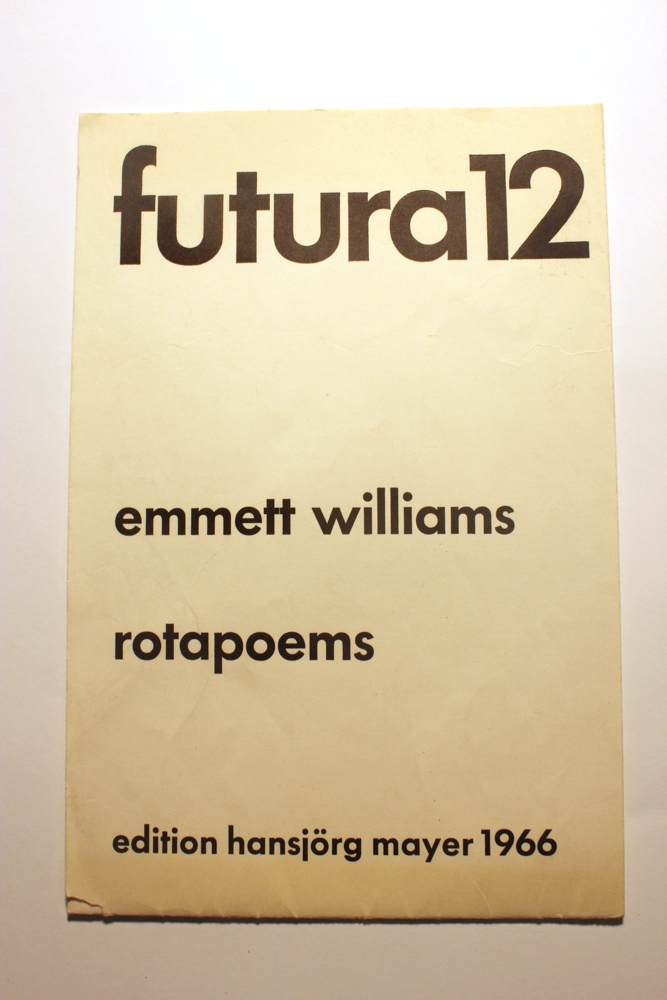 futura12
emmett williams
rotapoems
edition hansjörg mayer 1966